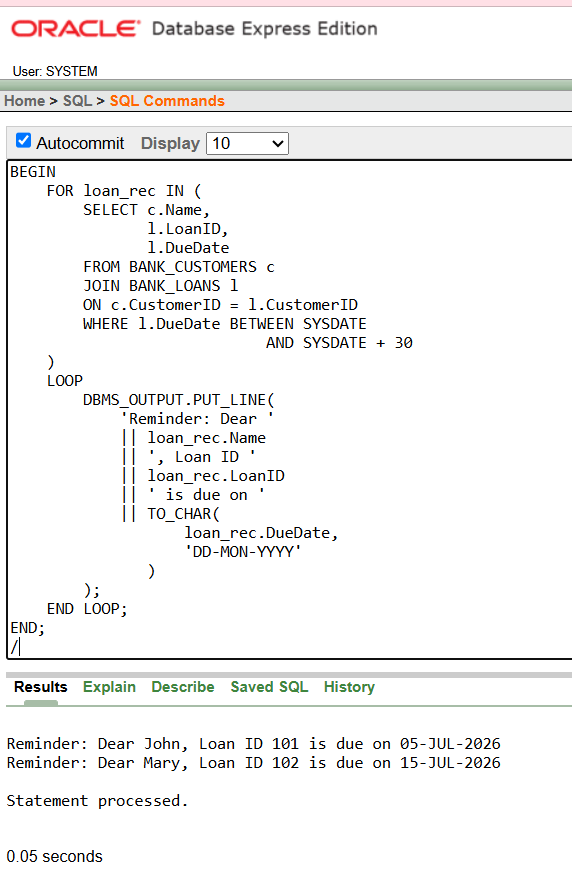 ORACLE® Database Express Edition
User: SYSTEM
Home > SQL > SQL Commands
Autocommit Display 10
BEGIN
    FOR loan_rec IN (
        SELECT c.Name,
               l.LoanID,
               l.DueDate
        FROM BANK_CUSTOMERS c
        JOIN BANK_LOANS l
        ON c.CustomerID = l.CustomerID
        WHERE l.DueDate BETWEEN SYSDATE
                            AND SYSDATE + 30
    )
    LOOP
        DBMS_OUTPUT.PUT_LINE(
            'Reminder: Dear '
            || loan_rec.Name
            || ', Loan ID '
            || loan_rec.LoanID
            || ' is due on '
            || TO_CHAR(
                   loan_rec.DueDate,
                   'DD-MON-YYYY'
               )
        );
    END LOOP;
END;
/
Results Explain Describe Saved SQL History
Reminder: Dear John, Loan ID 101 is due on 05-JUL-2026
Reminder: Dear Mary, Loan ID 102 is due on 15-JUL-2026
Statement processed.
0.05 seconds